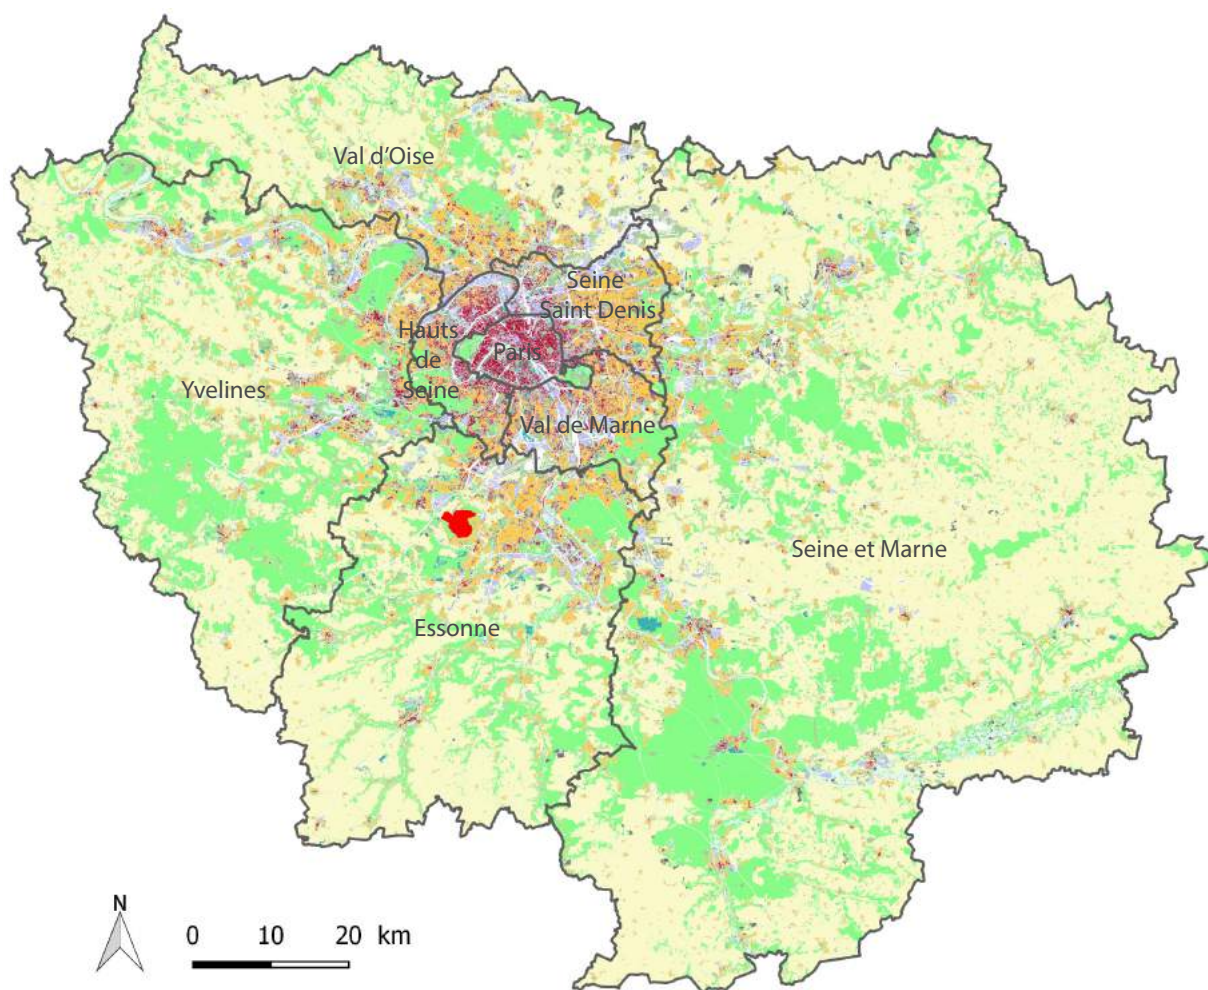 Val d'Oise
Seine
Saint Denis
Hauts
de
Seine
Paris
Yvelines
Val de Marne
Seine et Marne
Essonne
N
0 10 20 km